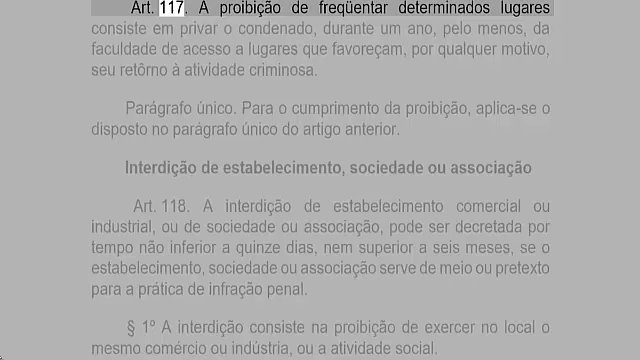 Art. 117. A proibição de freqüentar determinados lugares
consiste em privar o condenado, durante um ano, pelo menos, da
faculdade de acesso a lugares que favoreçam, por qualquer motivo,
seu retôrno à atividade criminosa.
Parágrafo único. Para o cumprimento da proibição, aplica-se o
disposto no parágrafo único do artigo anterior.
Interdição de estabelecimento, sociedade ou associação
Art. 118. A interdição de estabelecimento comercial ou
industrial, ou de sociedade ou associação, pode ser decretada por
tempo não inferior a quinze dias, nem superior a seis meses, se o
estabelecimento, sociedade ou associação serve de meio ou pretexto
para a prática de infração penal.
§ 1º A interdição consiste na proibição de exercer no local o
mesmo comércio ou indústria, ou a atividade social.